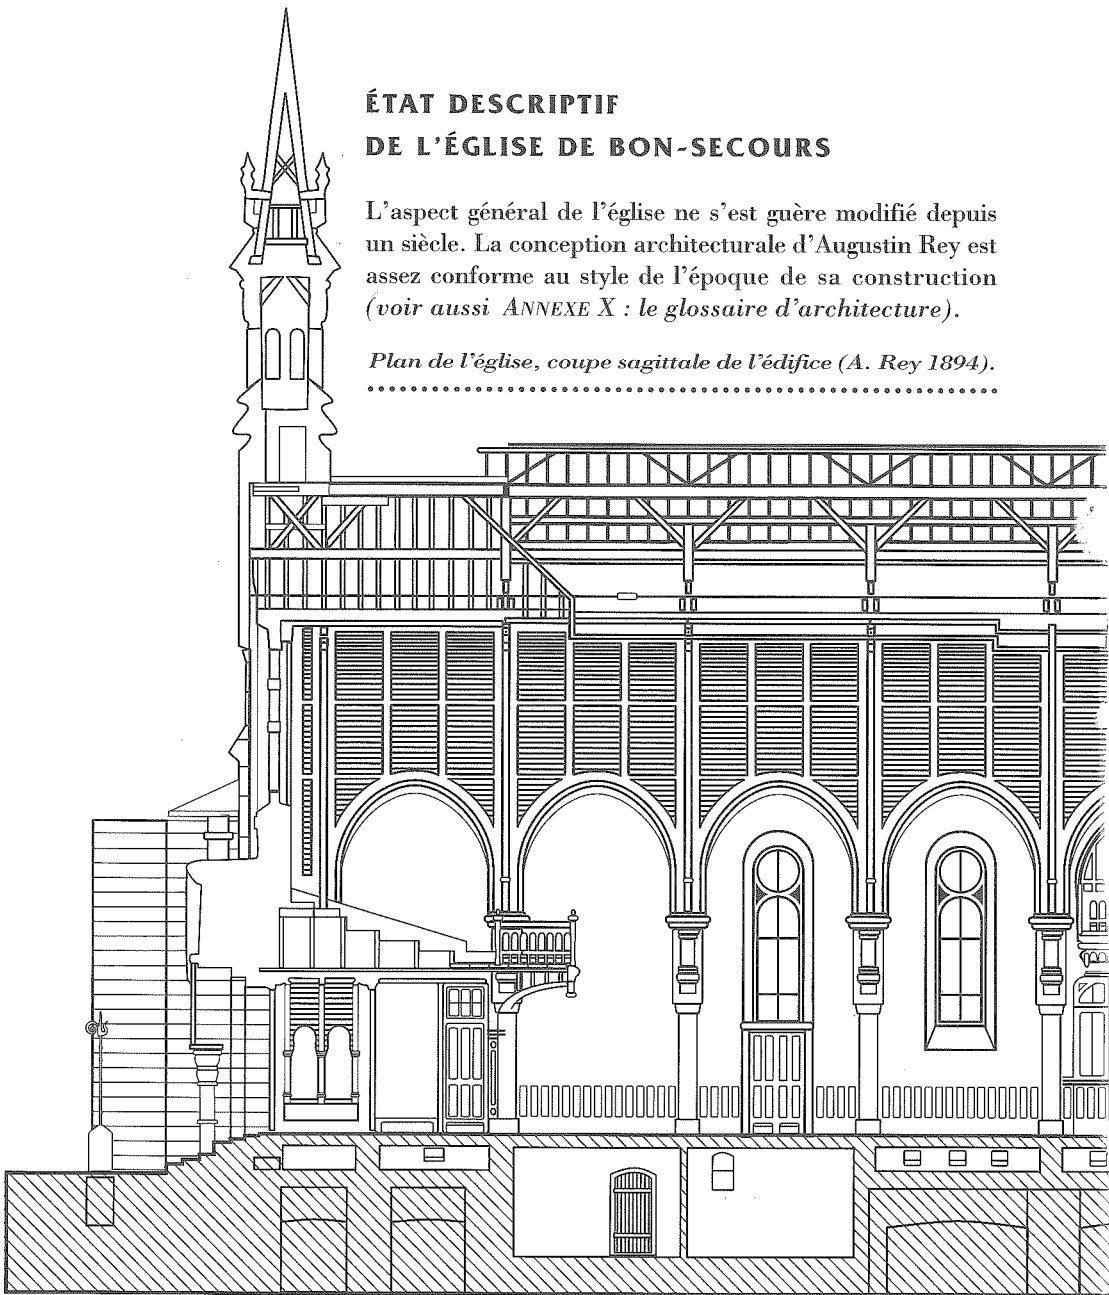 ÉTAT DESCRIPTIF
DE L'ÉGLISE DE BON-SECOURS
L'aspect général de l'église ne s'est guère modifié depuis
un siècle. La conception architecturale d'Augustin Rey est
assez conforme au style de l'époque de sa construction
(voir aussi ANNEXE X : le glossaire d'architecture).
Plan de l'église, coupe sagittale de l'édifice (A. Rey 1894).